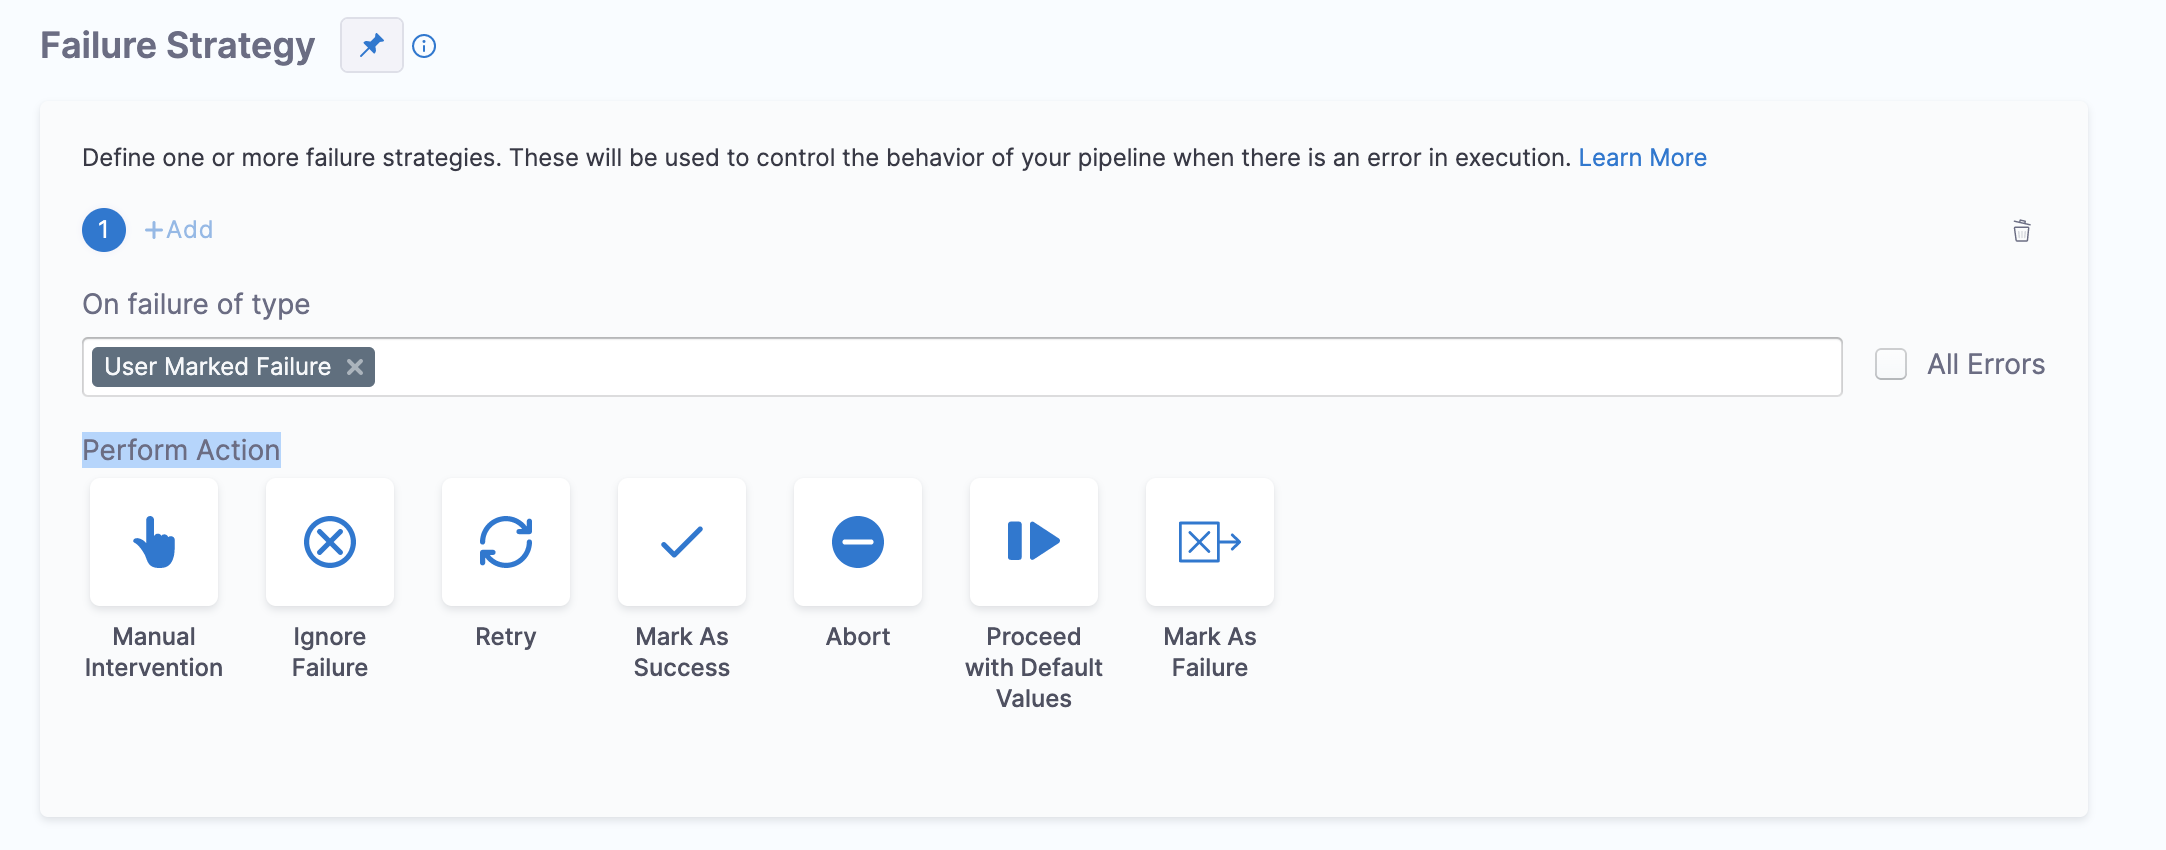 Failure Strategy
Define one or more failure strategies. These will be used to control the behavior of your pipeline when there is an error in execution. Learn More
1 +Add
On failure of type
User Marked Failure
All Errors
Perform Action
Manual
Intervention
Ignore
Failure
Retry
Mark As
Success
Abort
Proceed
with Default
Values
Mark As
Failure